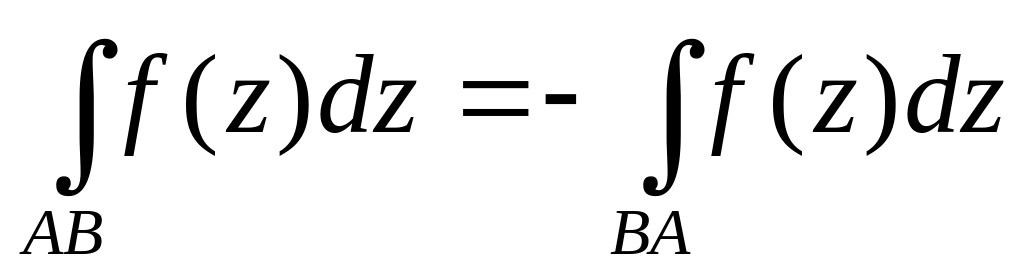 ∫ f(z)dz = - ∫ f(z)dz
AB BA